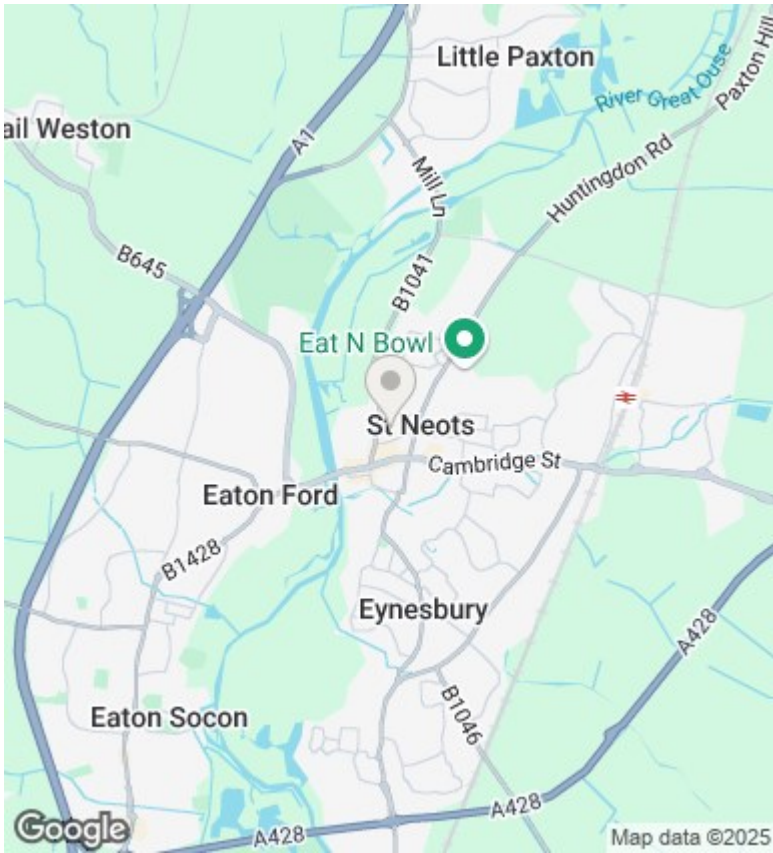 Little Paxton
River Great Ouse
Paxton Hill
ail Weston
A1
Mill Ln
Huntingdon Rd
B645
B1041
Eat N Bowl
St Neots
Cambridge St
Eaton Ford
B1428
Eynesbury
A428
B1046
Eaton Socon
A428
A428
Google
Map data ©2025